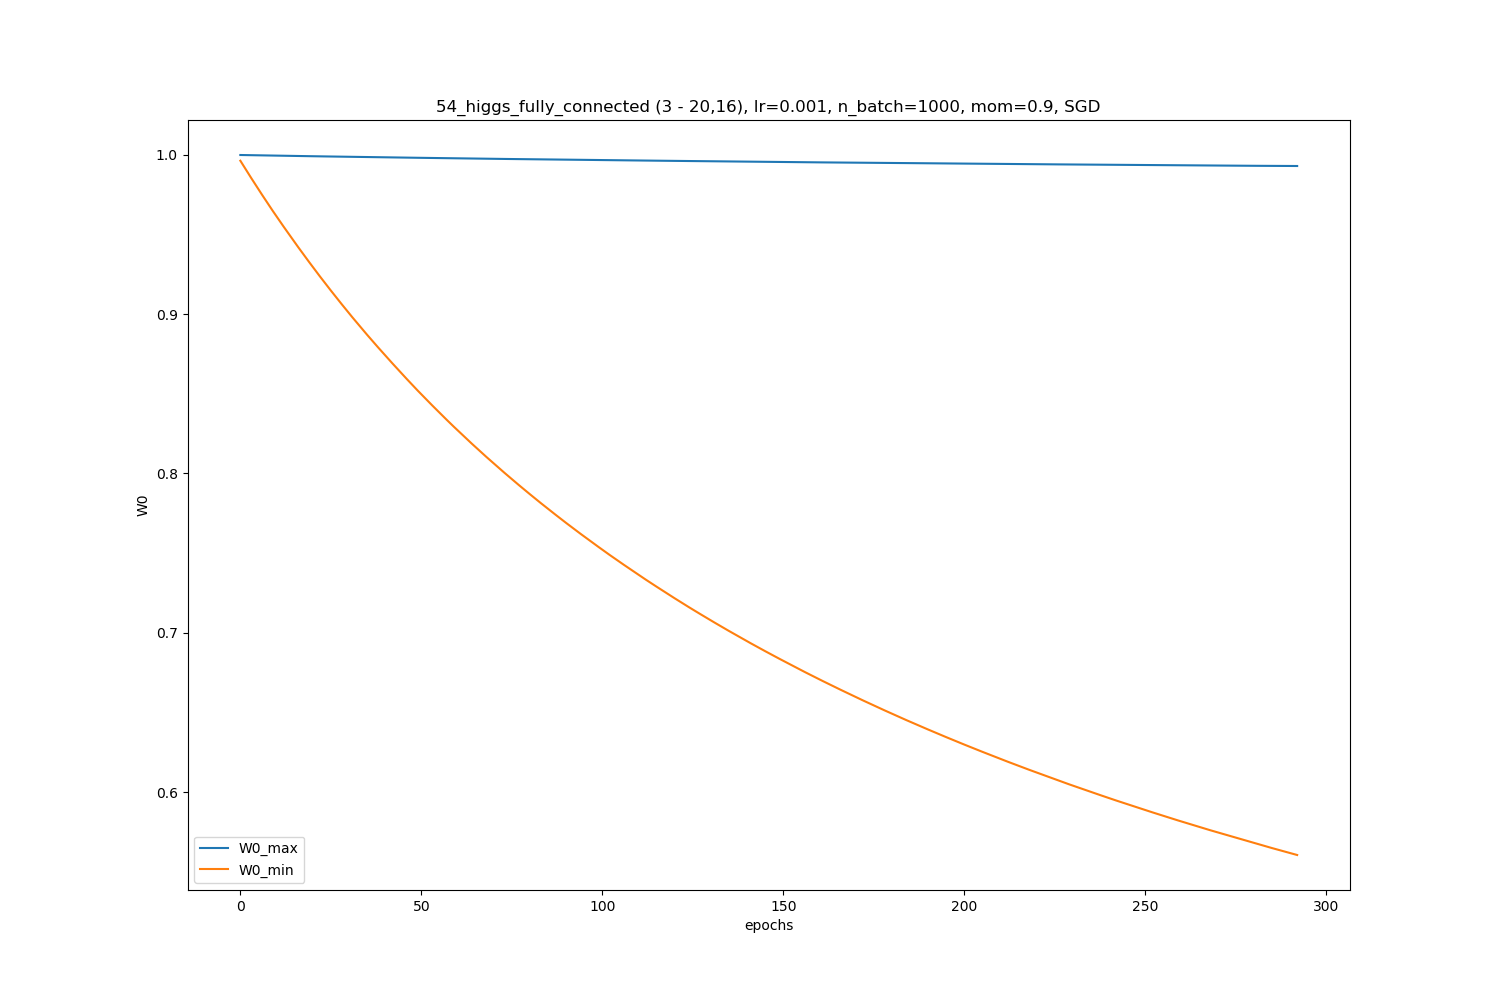 54_higgs_fully_connected (3 - 20,16), lr=0.001, n_batch=1000, mom=0.9, SGD
1.0
0.9
0.8
0.7
0.6
W0
W0_max
W0_min
0 50 100 150 200 250 300
epochs